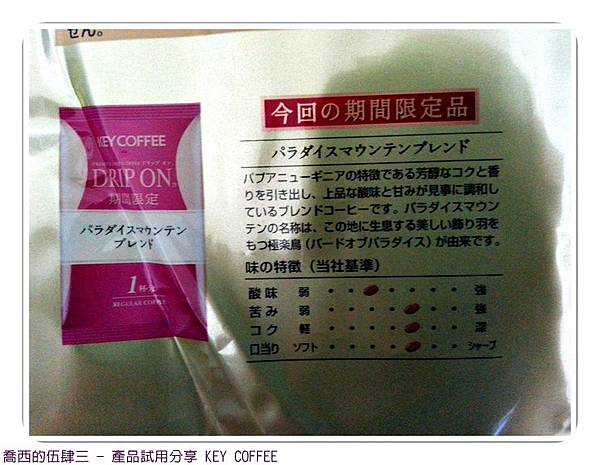 せん。
今回の期間限定品
KEY COFFEE
DRIP ON
期間限定
パラダイスマウンテン
ブレンド
1杯分
REGULAR COFFEE
パラダイスマウンテンブレンド
パプアニューギニアの特徴である芳醇なコクと香
りを引き出し、上品な酸味と甘みが見事に調和し
ているブレンドコーヒーです。パラダイスマウン
テンの名称は、この地に生息する美しい飾り羽を
もつ極楽鳥(バードオブパラダイス)が由来です。
味の特徴(当社基準)
酸味 弱 強
苦み 弱 強
コク 軽 深
口当り ソフト シャープ
喬西的伍肆三 - 產品試用分享 KEY COFFEE